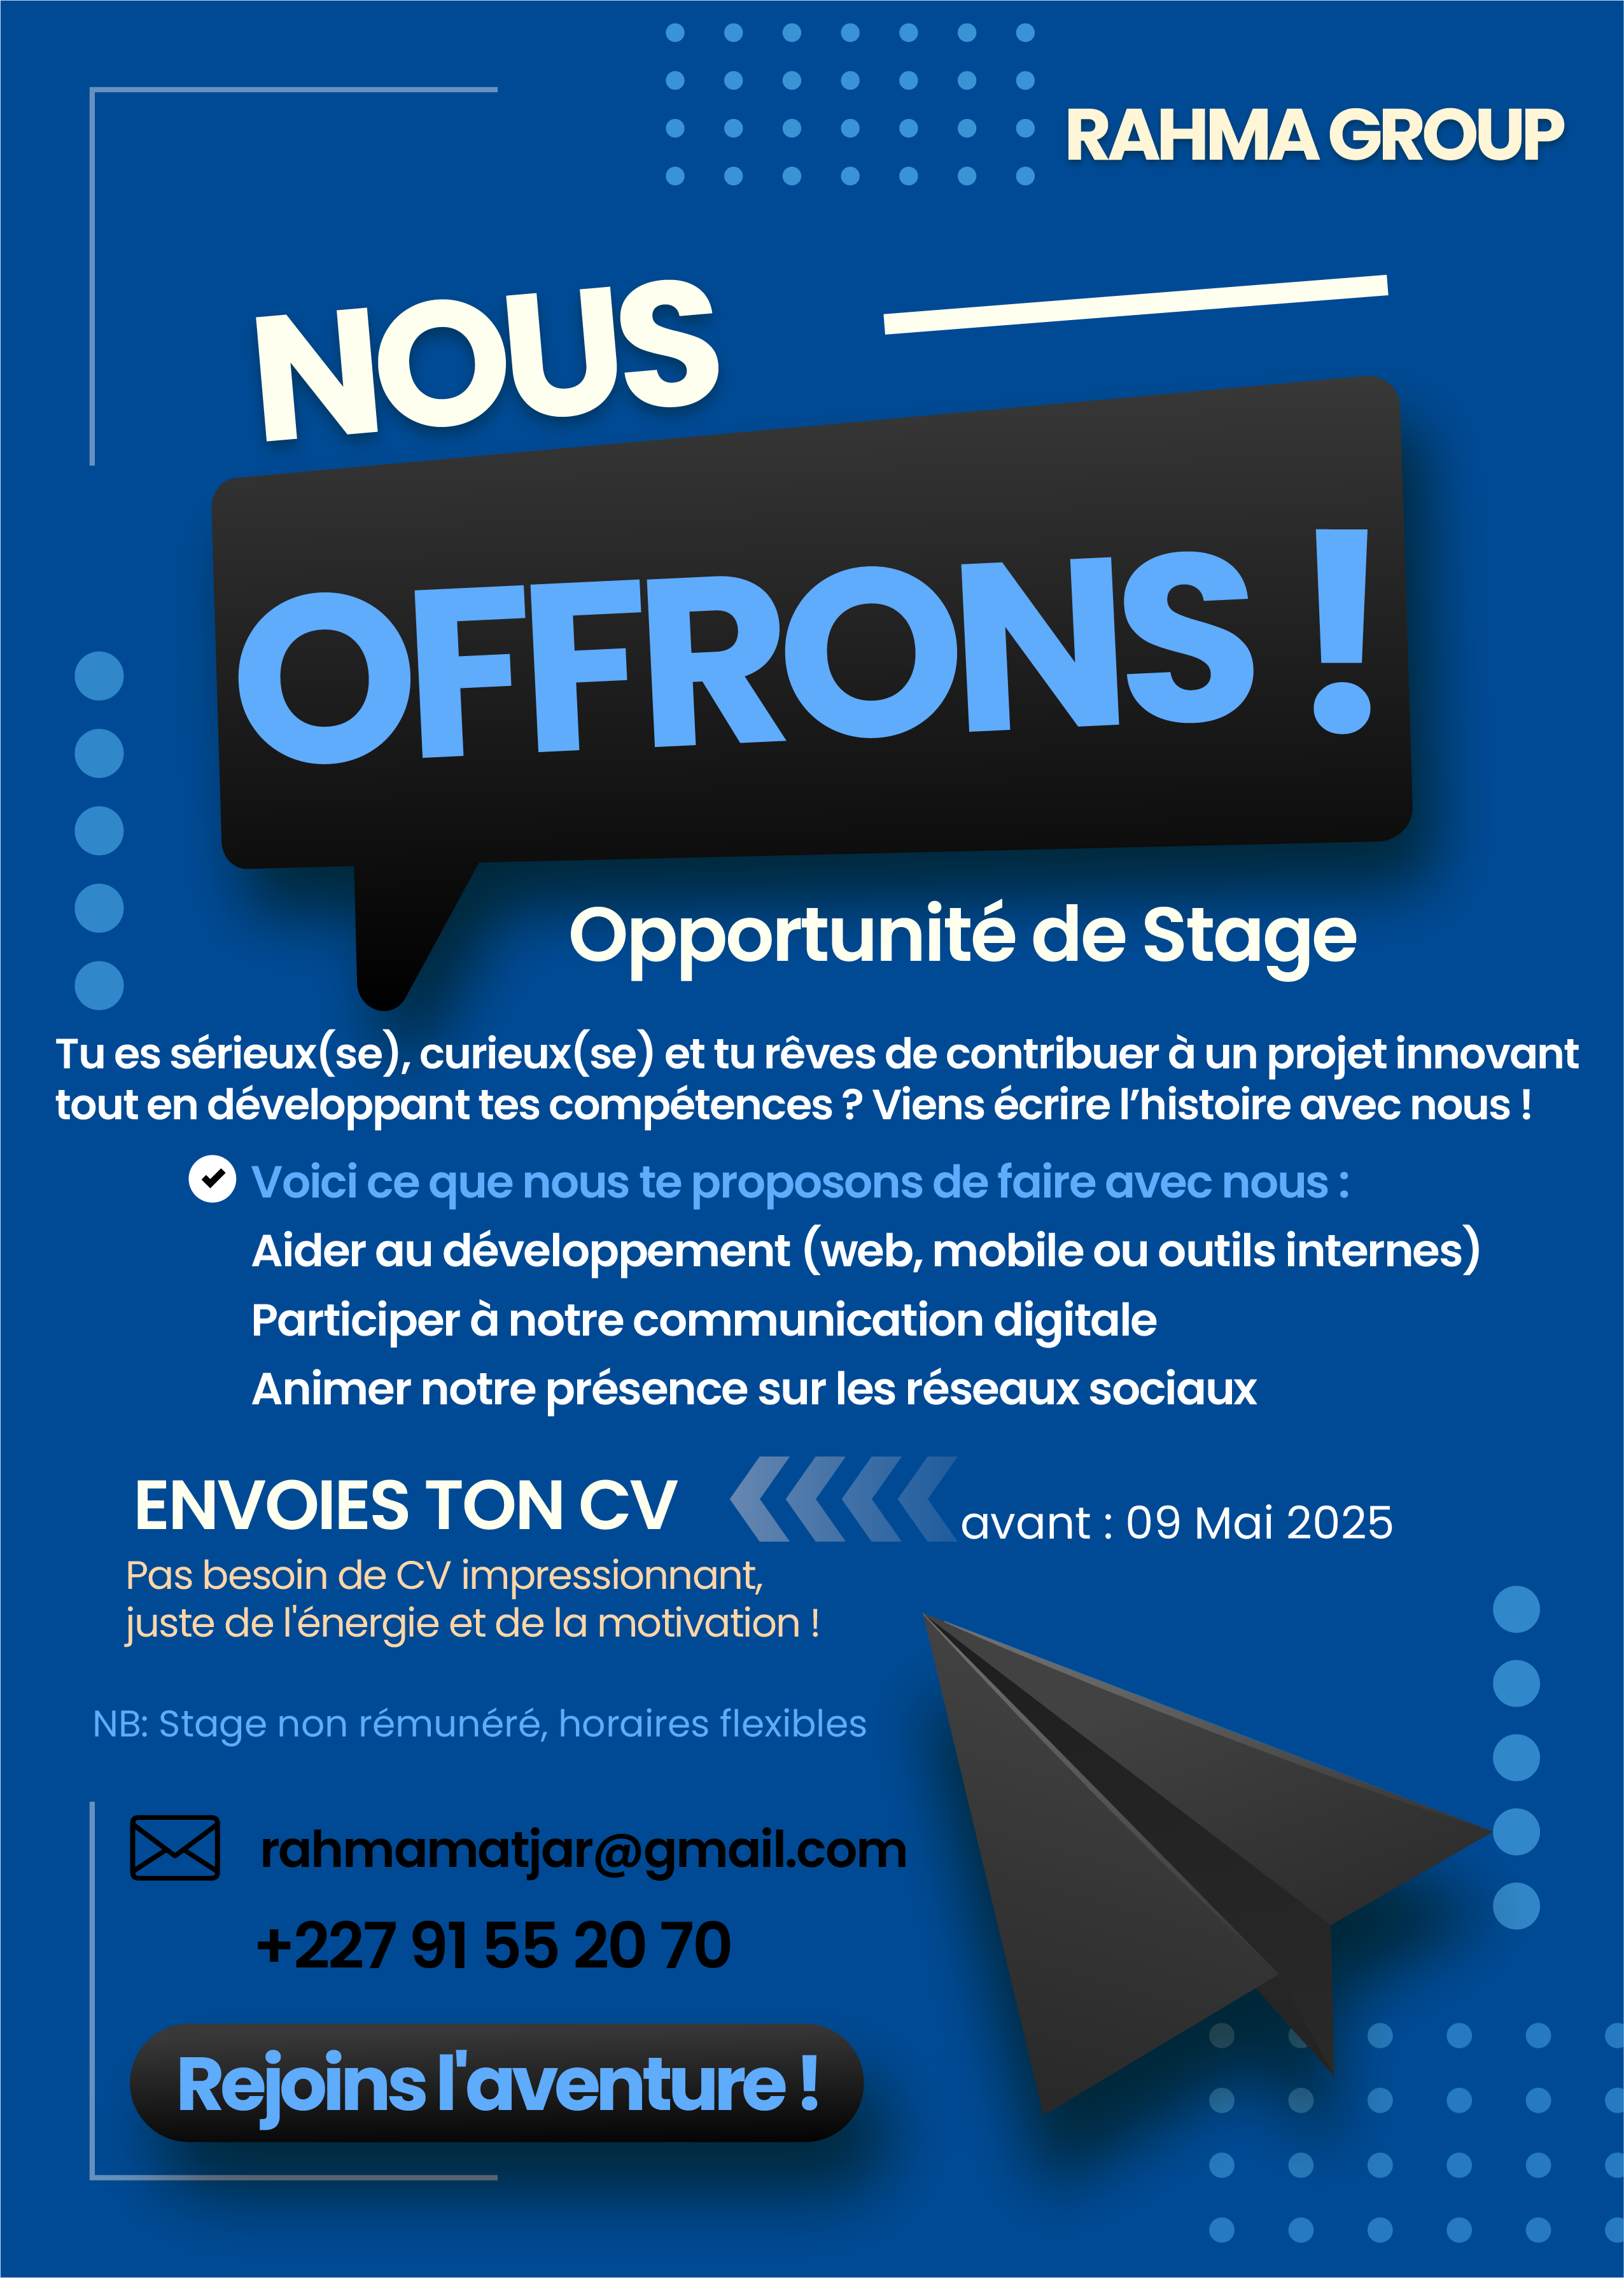 RAHMA GROUP
NOUS
OFFRONS !
Opportunité de Stage
Tu es sérieux(se), curieux(se) et tu rêves de contribuer à un projet innovant
tout en développant tes compétences ? Viens écrire l’histoire avec nous !
Voici ce que nous te proposons de faire avec nous :
Aider au développement (web, mobile ou outils internes)
Participer à notre communication digitale
Animer notre présence sur les réseaux sociaux
ENVOIES TON CV
avant : 09 Mai 2025
Pas besoin de CV impressionnant,
juste de l'énergie et de la motivation !
NB: Stage non rémunéré, horaires flexibles
rahmamatjar@gmail.com
+227 91 55 20 70
Rejoins l'aventure !